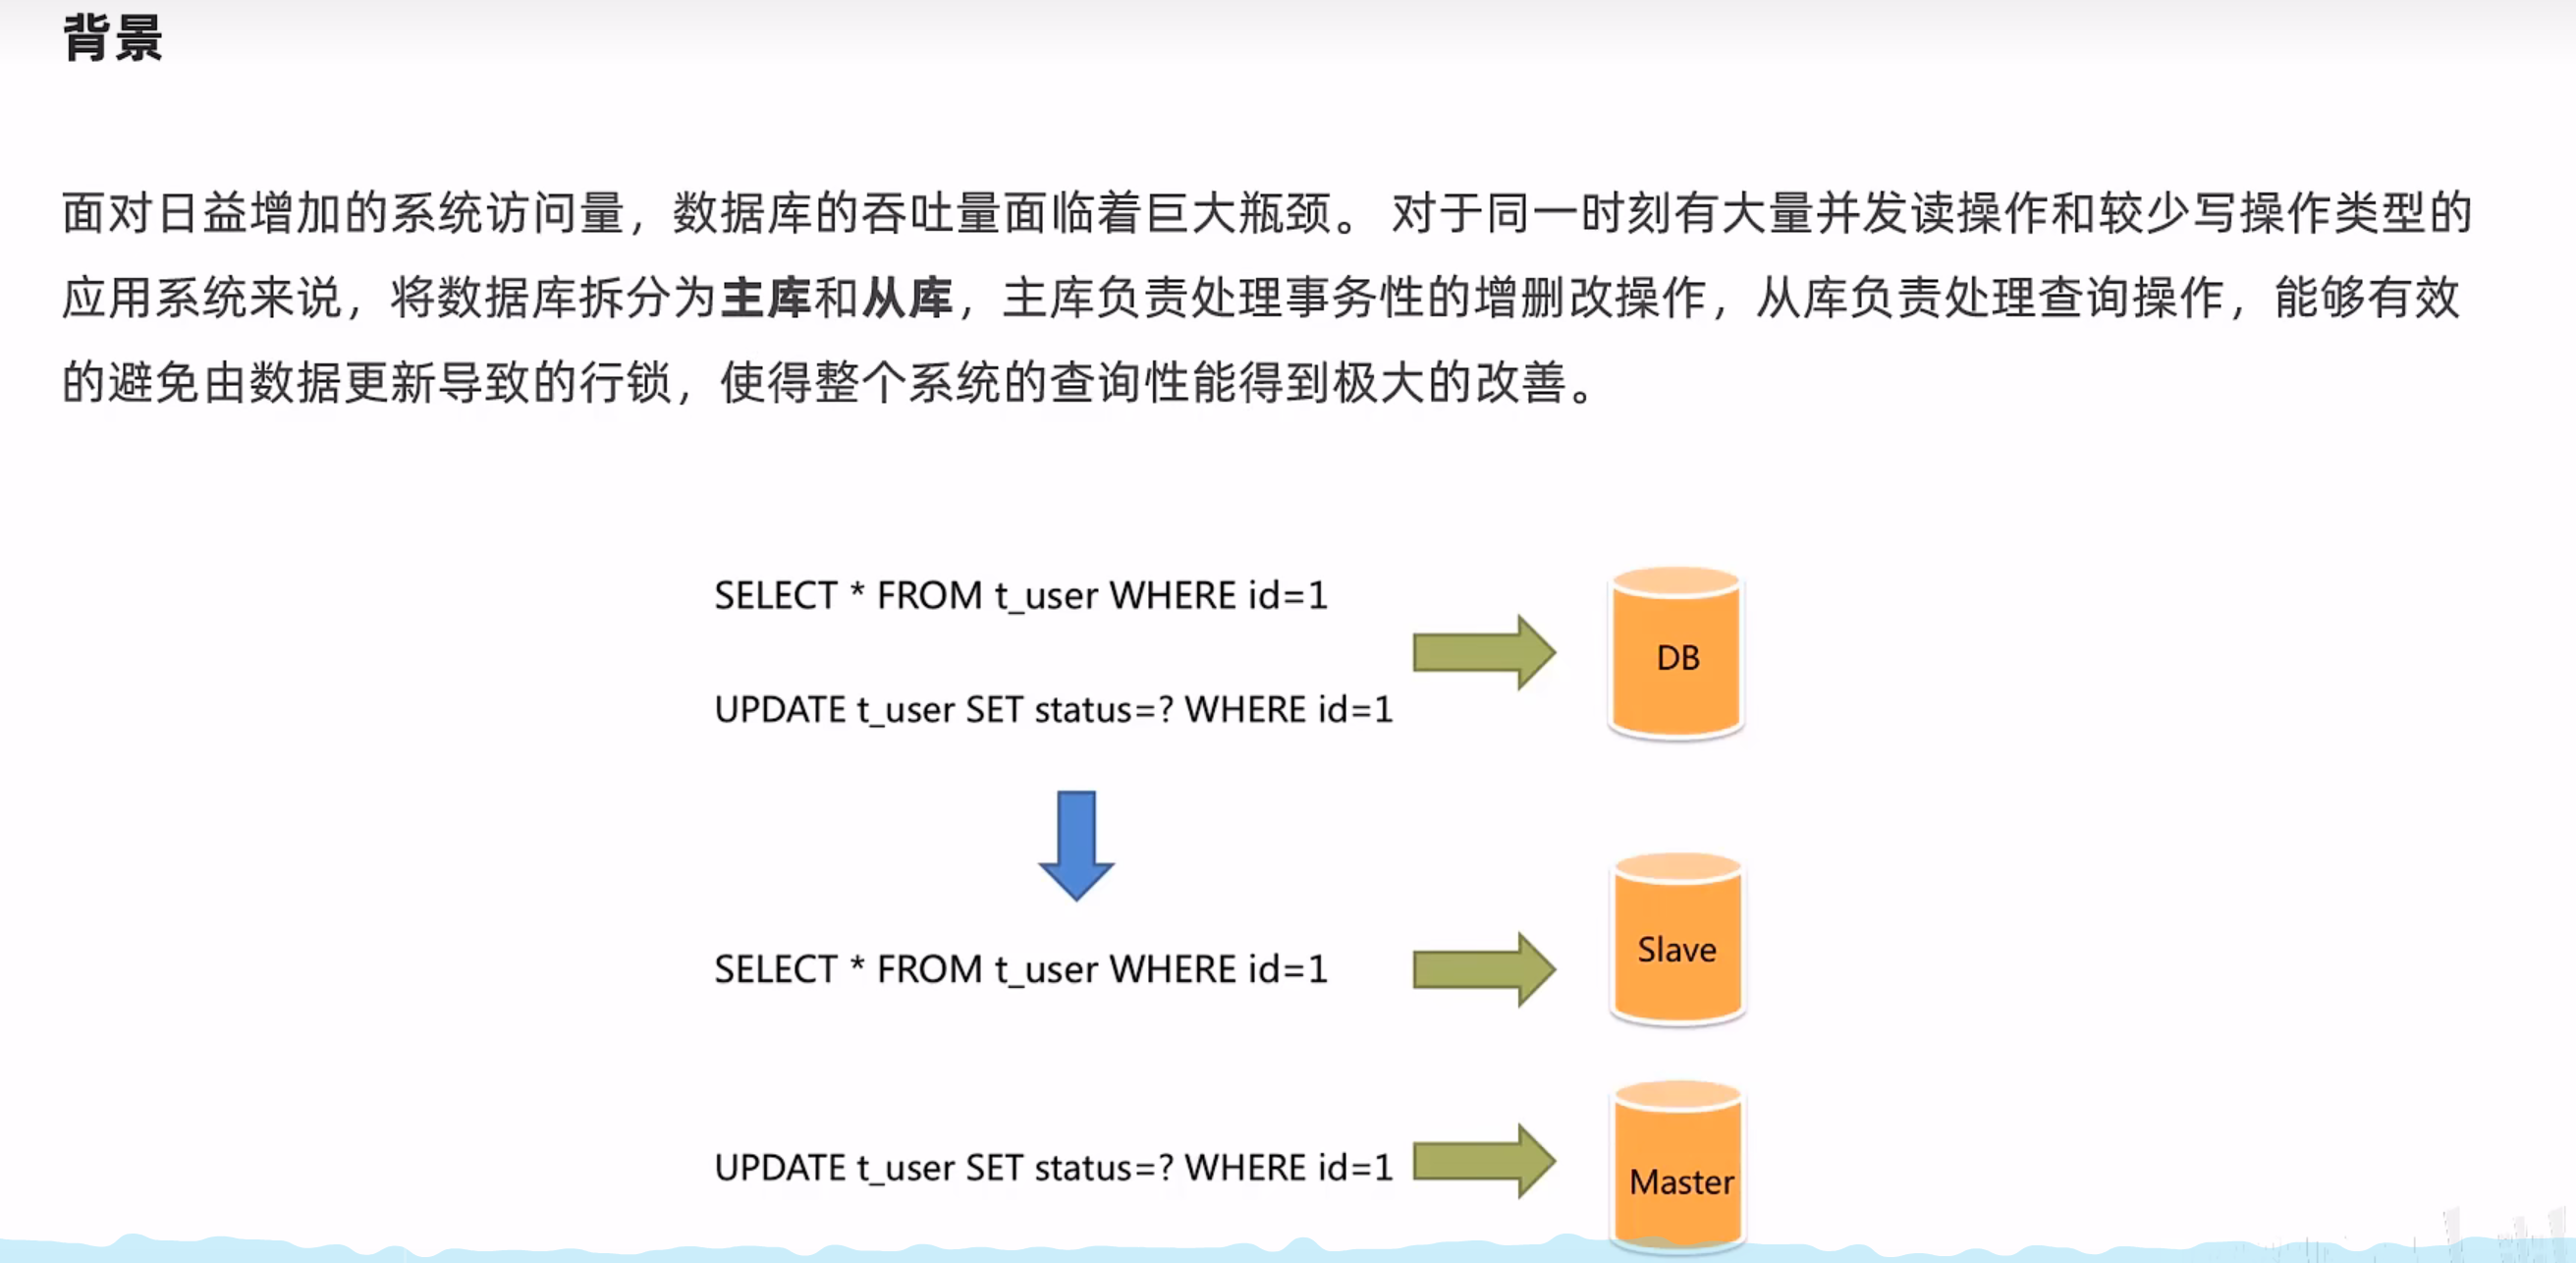 背景
面对日益增加的系统访问量，数据库的吞吐量面临着巨大瓶颈。 对于同一时刻有大量并发读操作和较少写操作类型的
应用系统来说，将数据库拆分为主库和从库，主库负责处理事务性的增删改操作，从库负责处理查询操作，能够有效
的避免由数据更新导致的行锁，使得整个系统的查询性能得到极大的改善。
SELECT * FROM t_user WHERE id=1
DB
UPDATE t_user SET status=? WHERE id=1
SELECT * FROM t_user WHERE id=1
Slave
UPDATE t_user SET status=? WHERE id=1
Master